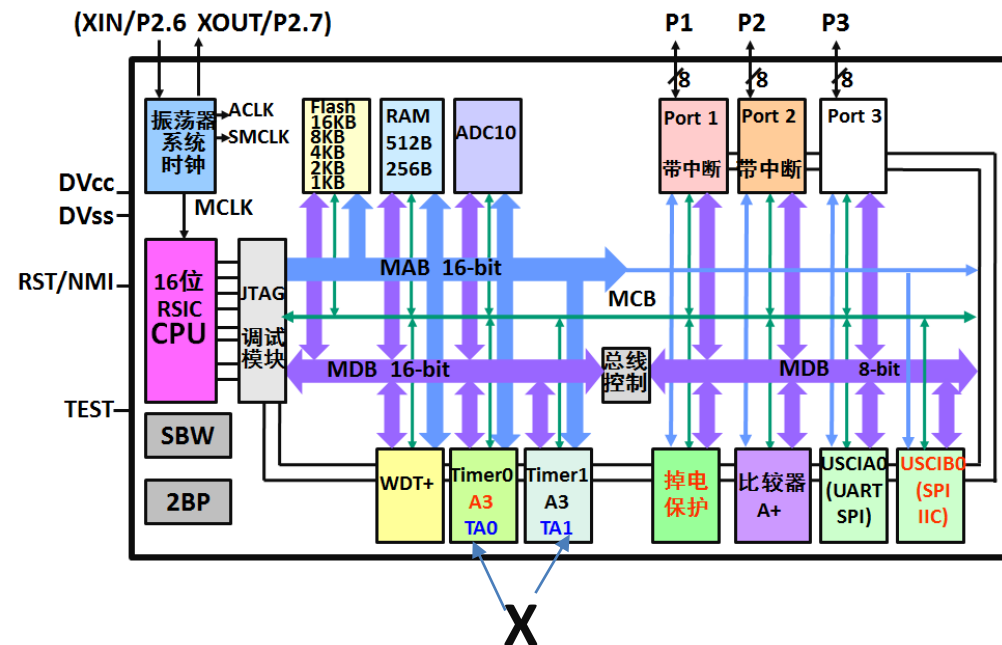 (XIN/P2.6 XOUT/P2.7)
P1
P2
P3
8
8
8
振荡器
系统
时钟
ACLK
SMCLK
Flash
16KB
8KB
4KB
2KB
1KB
RAM
512B
256B
ADC10
Port 1
带中断
Port 2
带中断
Port 3
DVcc
DVss
MCLK
RST/NMI
16位
RSIC
CPU
JTAG
调试
模块
MAB 16-bit
MCB
MDB 16-bit
总线
控制
MDB 8-bit
TEST
SBW
2BP
WDT+
Timer0
A3
TA0
Timer1
A3
TA1
掉电
保护
比较器
A+
USCIA0
(UART
SPI)
USCIB0
(SPI
IIC)
X